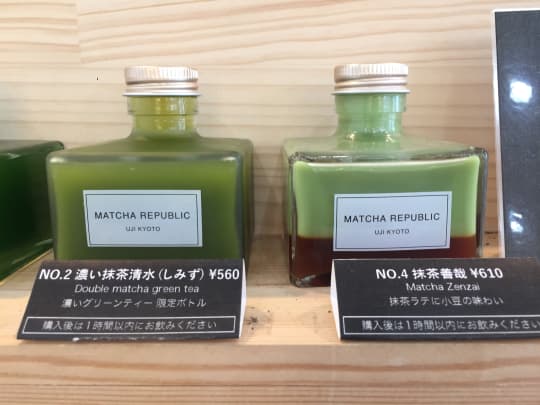 MATCHA REPUBLIC
UJI KYOTO
NO.2 濃い抹茶清水(しみず) ¥560
Double matcha green tea
濃いグリーンティー 限定ボトル
購入後は1時間以内にお飲みください
MATCHA REPUBLIC
UJI KYOTO
NO.4 抹茶善哉 ¥610
Matcha Zenzai
抹茶ラテに小豆の味わい
購入後は1時間以内にお飲みください